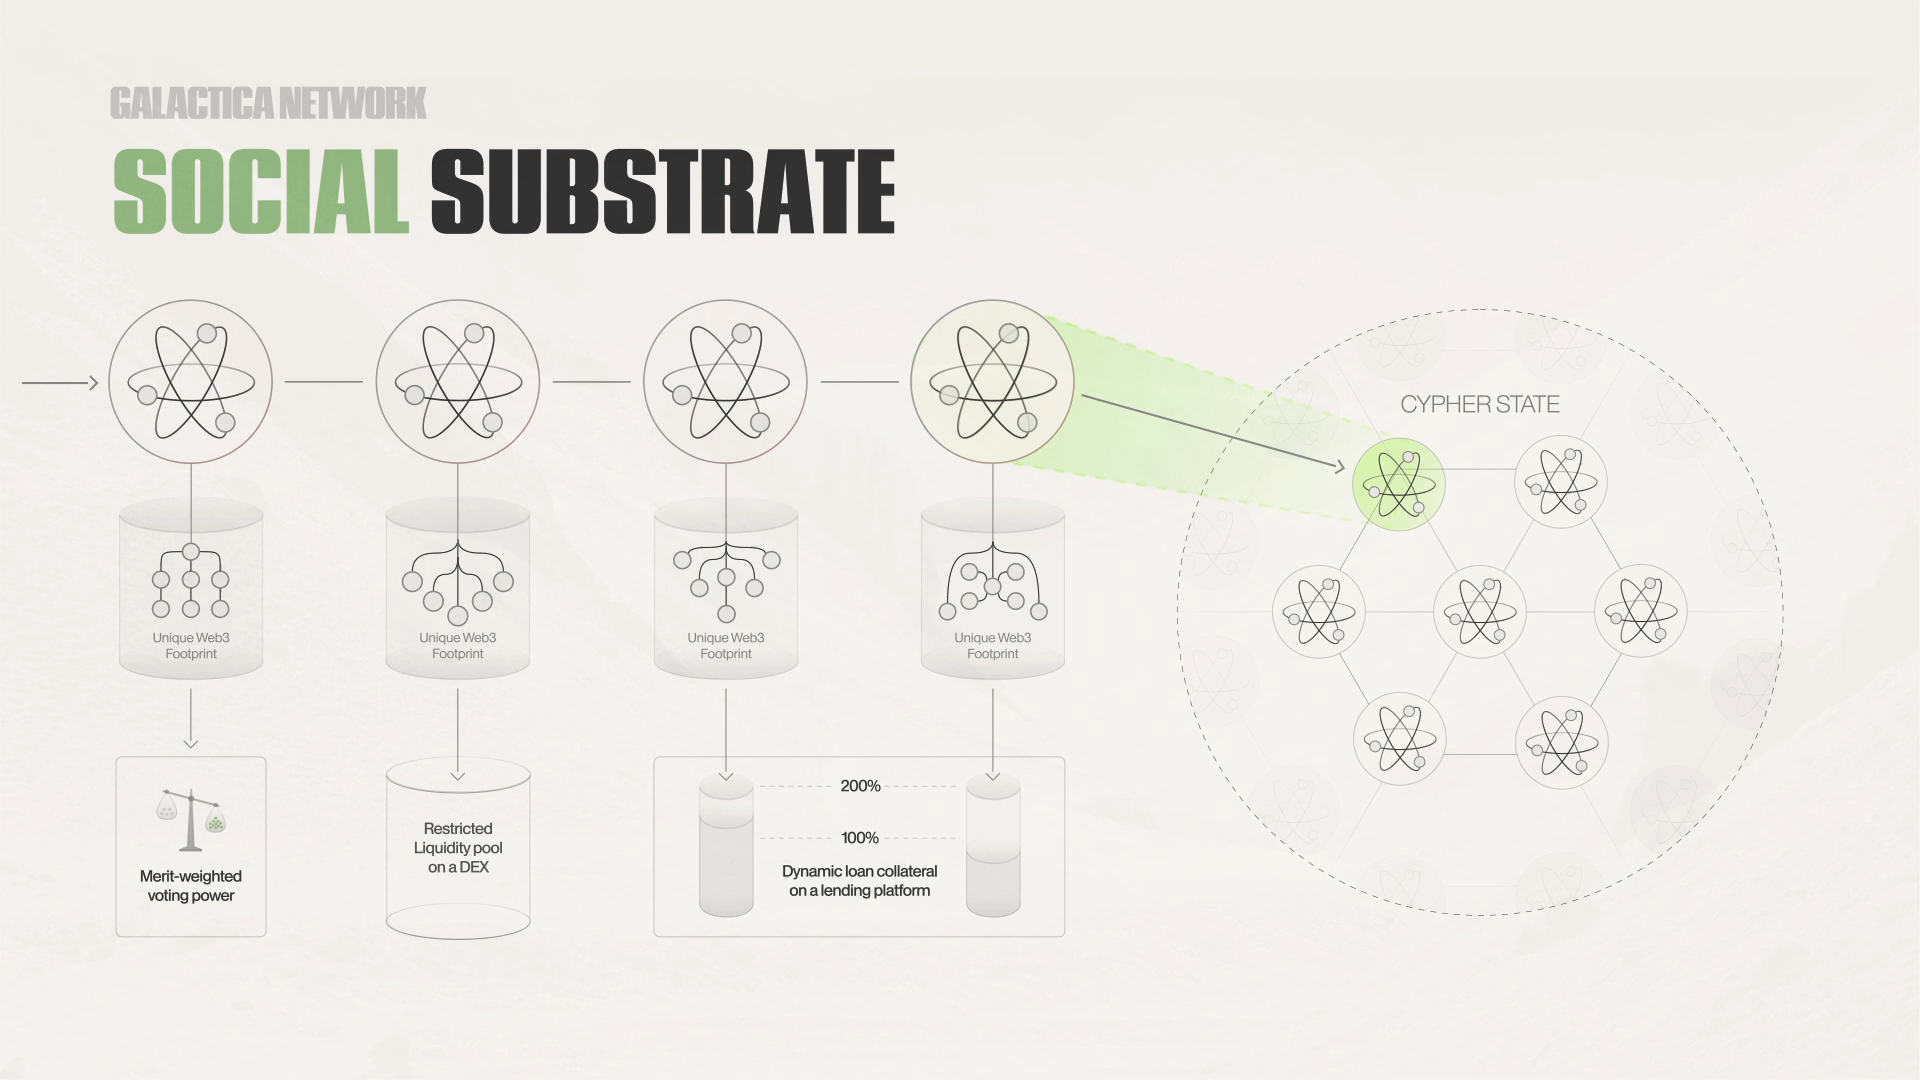 GALACTICA NETWORK
SOCIAL SUBSTRATE
CYPHER STATE
Unique Web3
Footprint
Unique Web3
Footprint
Unique Web3
Footprint
Unique Web3
Footprint
Merit-weighted
voting power
Restricted
Liquidity pool
on a DEX
200%
100%
Dynamic loan collateral
on a lending platform